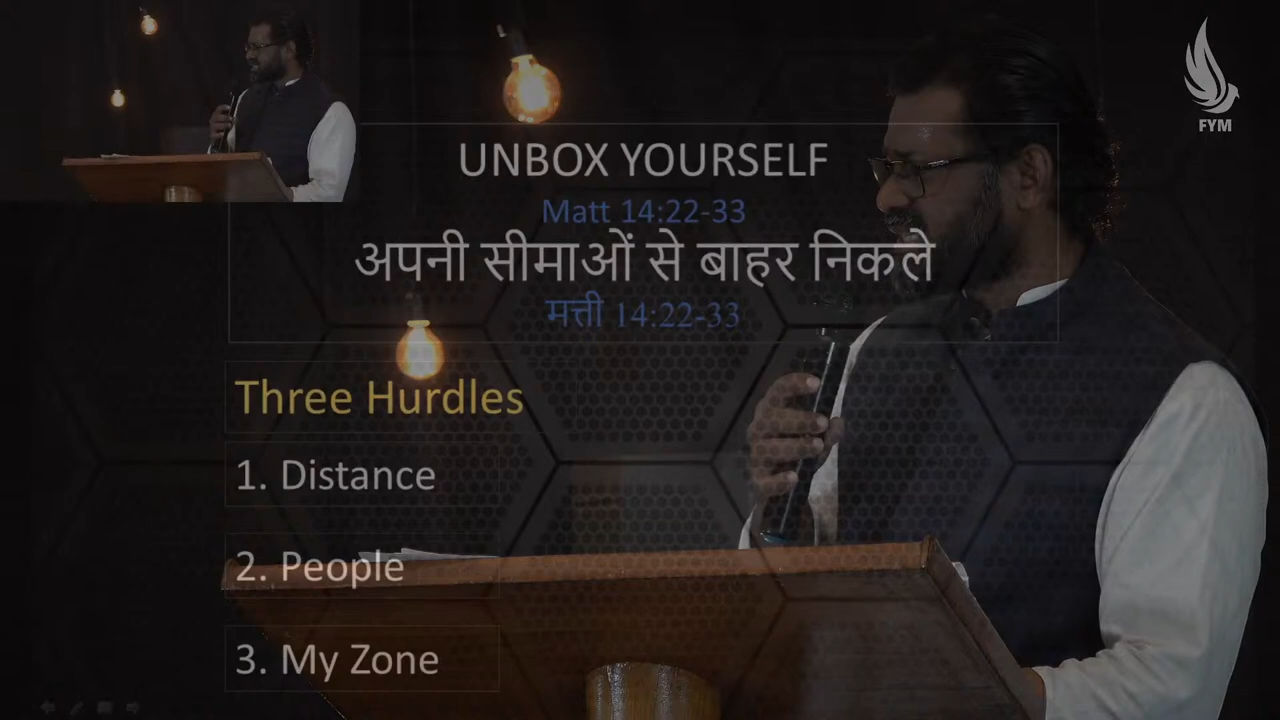 FYM
UNBOX YOURSELF
Matt 14:22-33
अपनी सीमाओं से बाहर निकले
मत्ती 14:22-33
Three Hurdles
1. Distance
2. People
3. My Zone